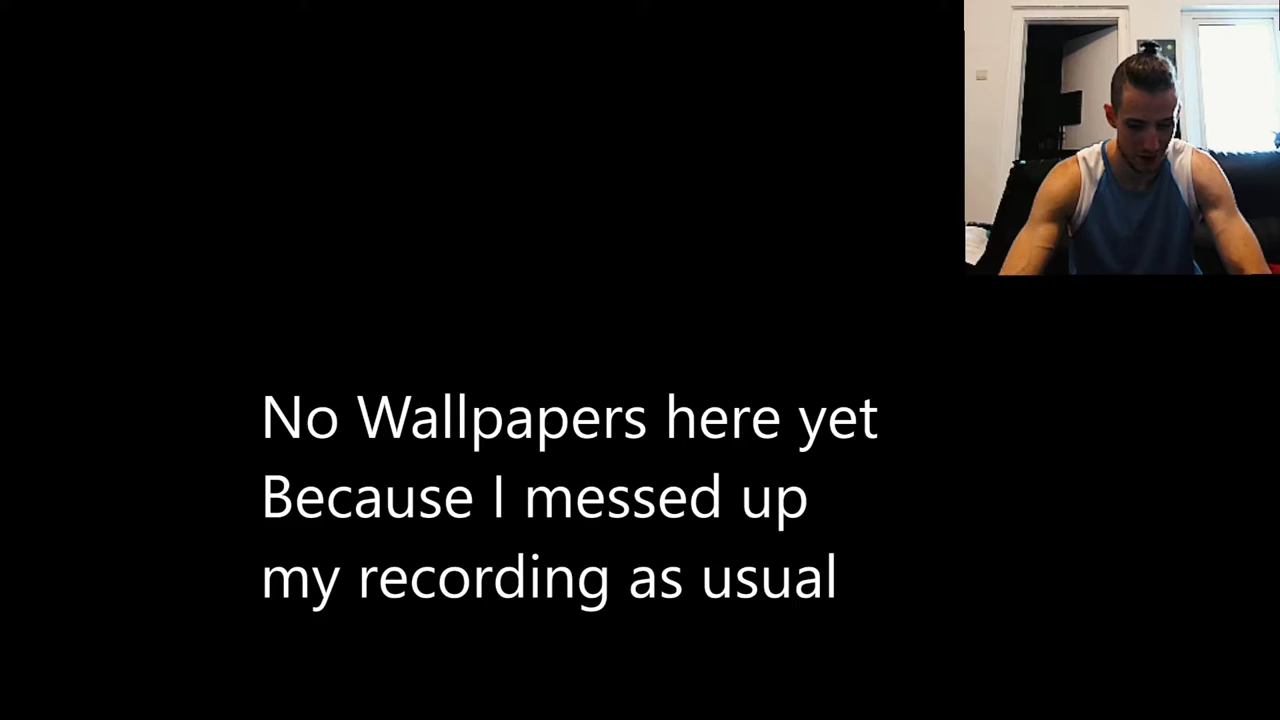 No Wallpapers here yet
Because I messed up
my recording as usual